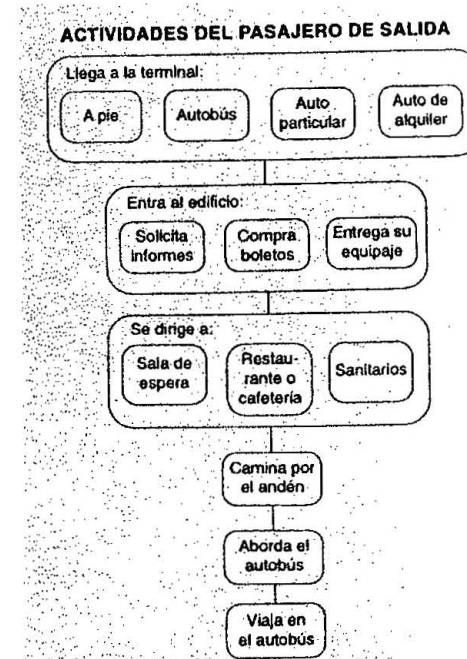 ACTIVIDADES DEL PASAJERO DE SALIDA
Llega a la terminal:
A pie
Autobús
Auto
particular
Auto de
alquiler
Entra al edificio:
Solicita
informes
Compra
boletos
Entrega su
equipaje
Se dirige a:
Sala de
espera
Restau-
rante o
cafetería
Sanitarios
Camina por
el andén
Aborda el
autobús
Viaja en
el autobús